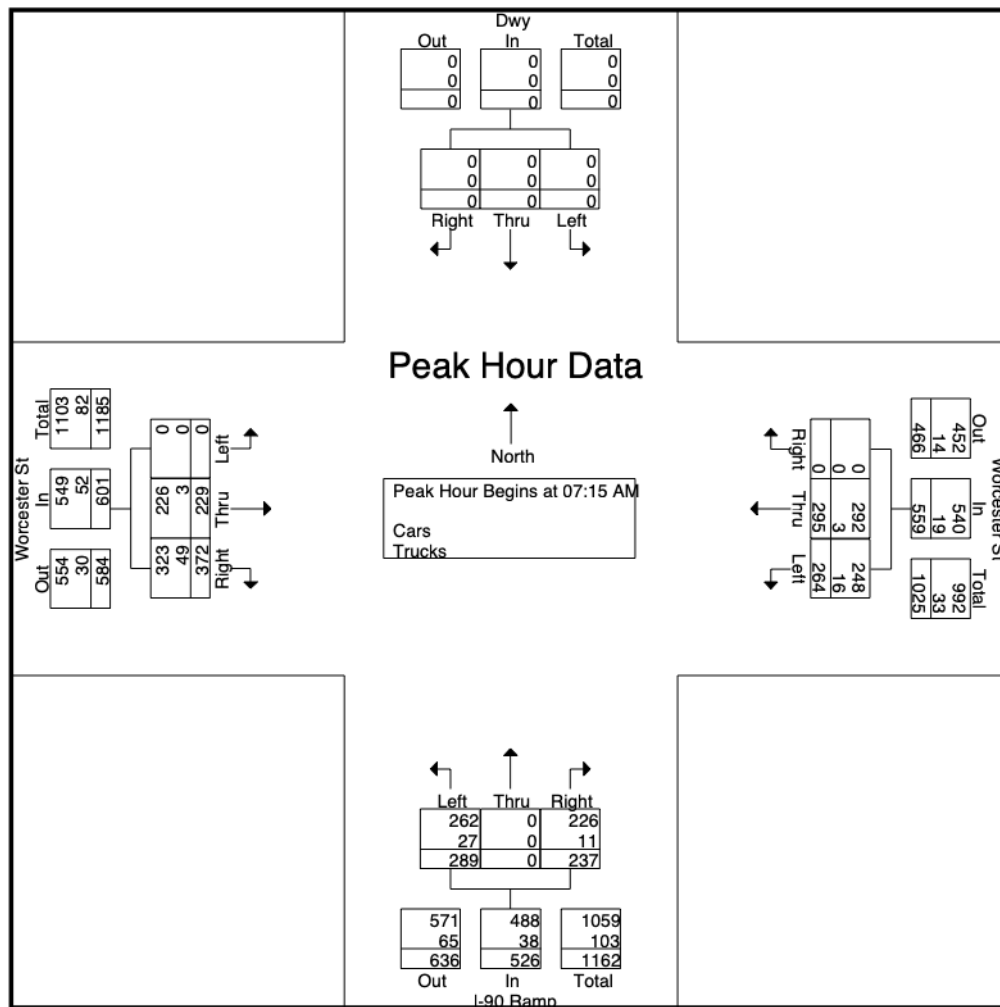 Dwy
Out In Total
0 0 0
0 0 0
0 0 0
0 0 0
0 0 0
0 0 0
Right Thru Left
Peak Hour Data
North
Peak Hour Begins at 07:15 AM
Cars
Trucks
Worcester St
Total In Out
1103 549 554
82 52 30
1185 601 584
0 226 323
0 3 49
0 229 372
Left Thru Right
Worcester St
Out In Total
452 540 992
14 19 33
466 559 1025
0 292 248
0 3 16
0 295 264
Right Thru Left
Left Thru Right
262 0 226
27 0 11
289 0 237
571 488 1059
65 38 103
636 526 1162
Out In Total
I-90 Ramp